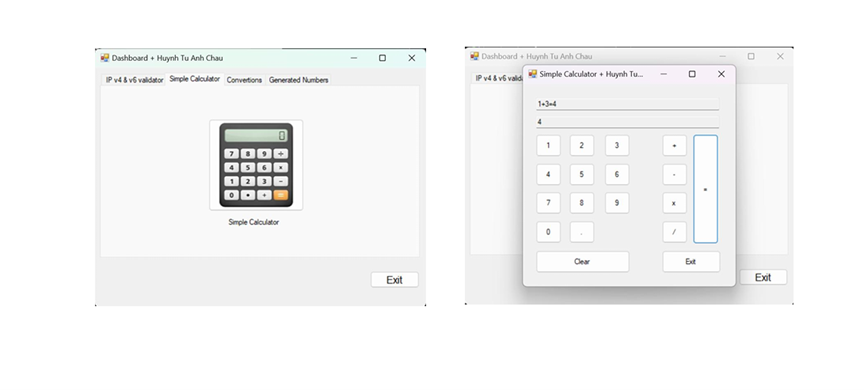 Dashboard + Huynh Tu Anh Chau
IP v4 & v6 validator Simple Calculator Convertions Generated Numbers
0
7 8 9 ÷
4 5 6 ×
1 2 3 −
0 • + =
Simple Calculator
Exit
Dashboard + Huynh Tu Anh Chau
IP v4 & v6 valid
Simple Calculator + Huynh Tu...
1+3=4
4
1 2 3 +
4 5 6 -
7 8 9 x
=
0 . /
Clear Exit
Exit